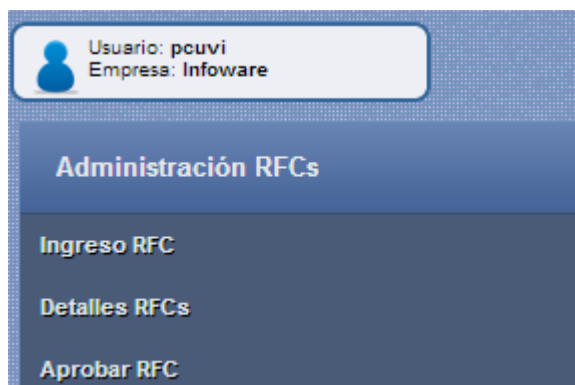 Usuario: pcuvi
Empresa: Infoware
Administración RFCs
Ingreso RFC
Detalles RFCs
Aprobar RFC